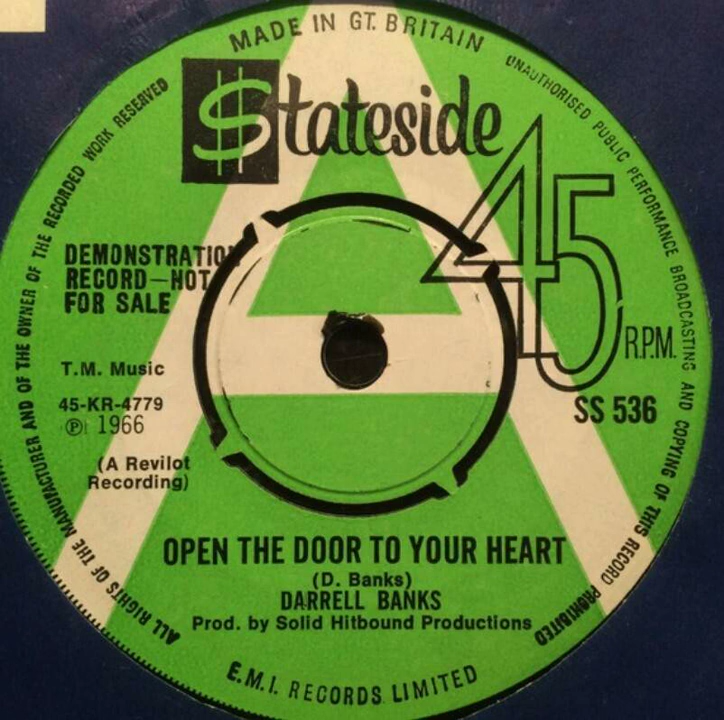 MADE IN GT. BRITAIN
UNAUTHORISED PUBLIC PERFORMANCE BROADCASTING AND COPYING OF THIS RECORD PROHIBITED
ALL RIGHTS OF THE MANUFACTURER AND OF THE OWNER OF THE RECORDED WORK RESERVED
$tateside
45
R.P.M.
DEMONSTRATION
RECORD—NOT
FOR SALE
A
T.M. Music
45-KR-4779
℗ 1966
SS 536
(A Revilot
Recording)
OPEN THE DOOR TO YOUR HEART
(D. Banks)
DARRELL BANKS
Prod. by Solid Hitbound Productions
E.M.I. RECORDS LIMITED